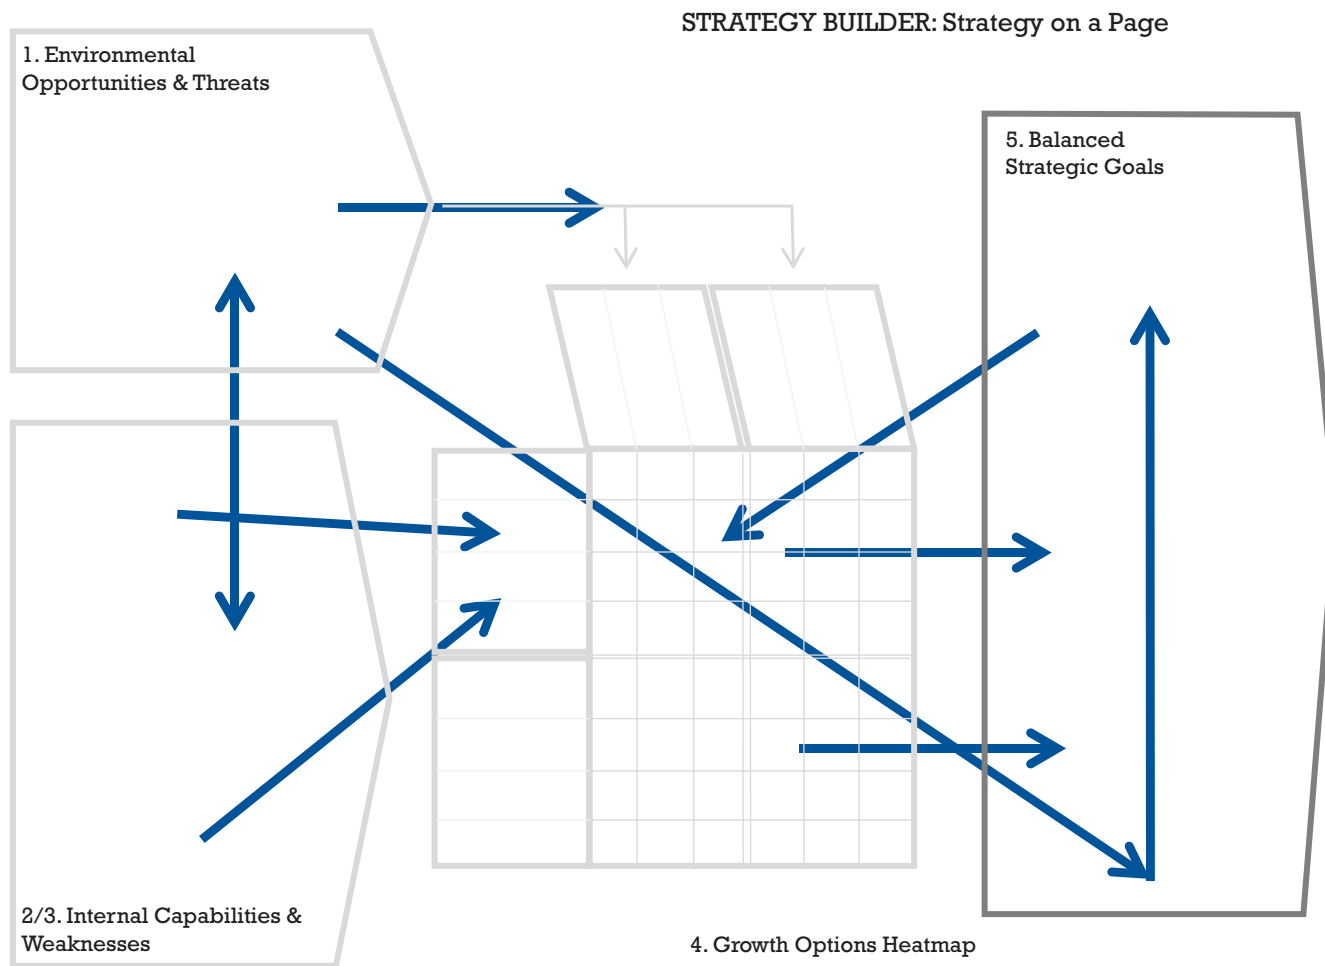 STRATEGY BUILDER: Strategy on a Page
1. Environmental
Opportunities & Threats
5. Balanced
Strategic Goals
2/3. Internal Capabilities &
Weaknesses
4. Growth Options Heatmap